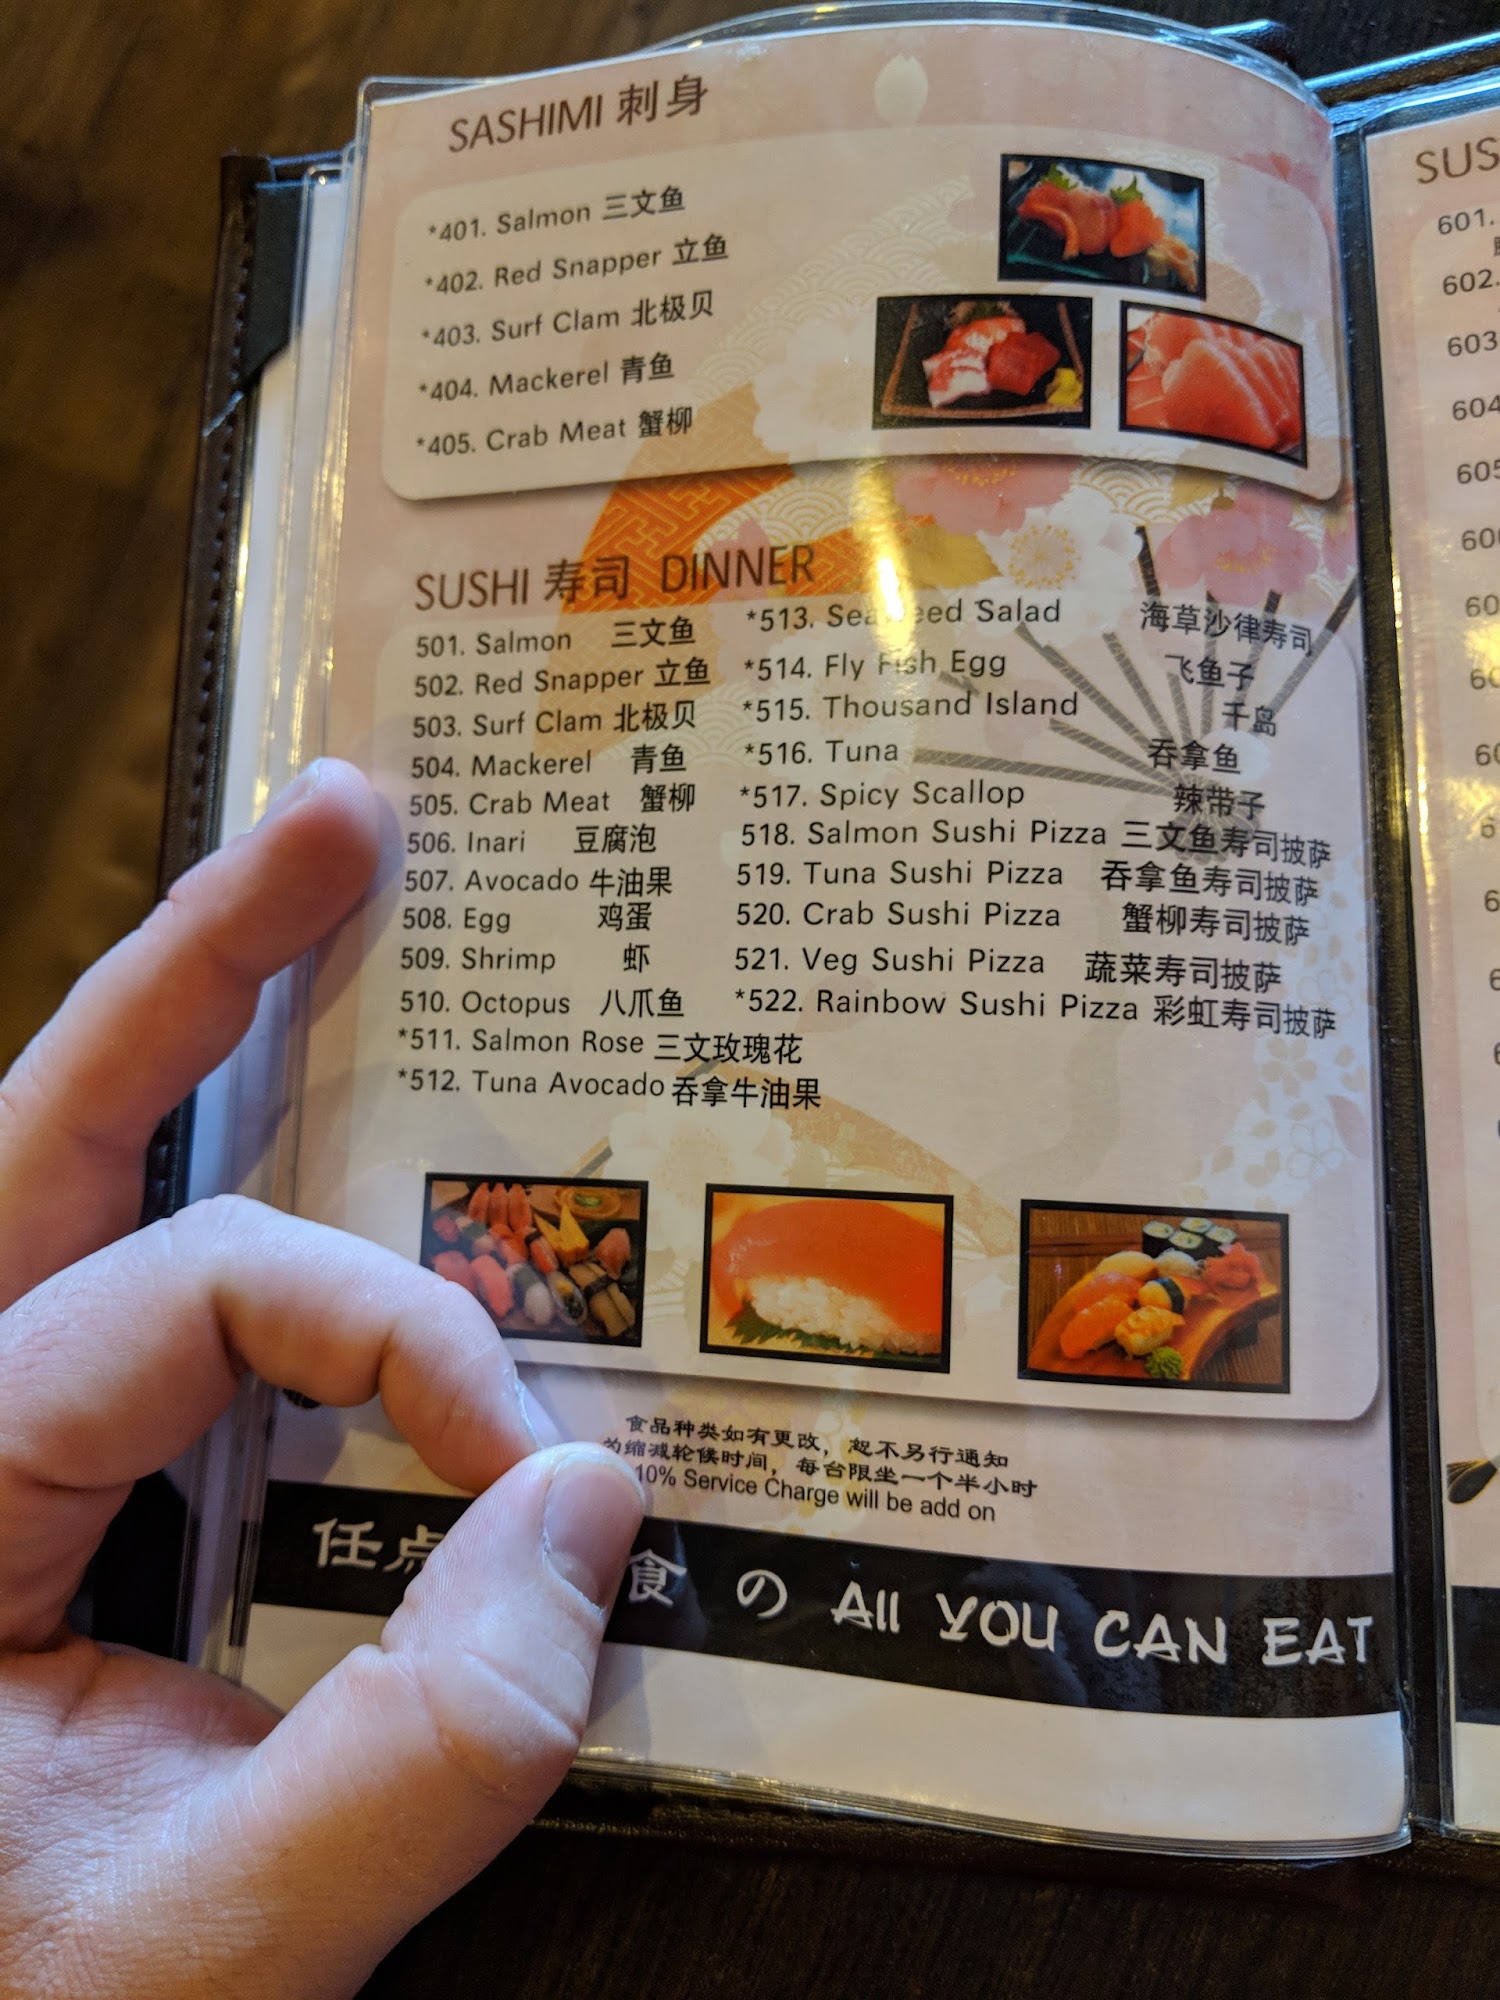 SASHIMI 刺身
*401. Salmon 三文鱼
*402. Red Snapper 立鱼
*403. Surf Clam 北极贝
*404. Mackerel 青鱼
*405. Crab Meat 蟹柳
SUSHI 寿司 DINNER
501. Salmon 三文鱼
502. Red Snapper 立鱼
503. Surf Clam 北极贝
504. Mackerel 青鱼
505. Crab Meat 蟹柳
506. Inari 豆腐泡
507. Avocado 牛油果
508. Egg 鸡蛋
509. Shrimp 虾
510. Octopus 八爪鱼
*511. Salmon Rose 三文玫瑰花
*512. Tuna Avocado 吞拿牛油果
*513. Seaweed Salad 海草沙律寿司
*514. Fly Fish Egg 飞鱼子
*515. Thousand Island 千岛
*516. Tuna 吞拿鱼
*517. Spicy Scallop 辣带子
518. Salmon Sushi Pizza 三文鱼寿司披萨
519. Tuna Sushi Pizza 吞拿鱼寿司披萨
520. Crab Sushi Pizza 蟹柳寿司披萨
521. Veg Sushi Pizza 蔬菜寿司披萨
*522. Rainbow Sushi Pizza 彩虹寿司披萨
食品种类如有更改，恕不另行通知
为缩减轮候时间，每台限坐一个半小时
10% Service Charge will be add on
任点 食 の All YOU CAN EAT
SUS
601.
602.
603
604
605